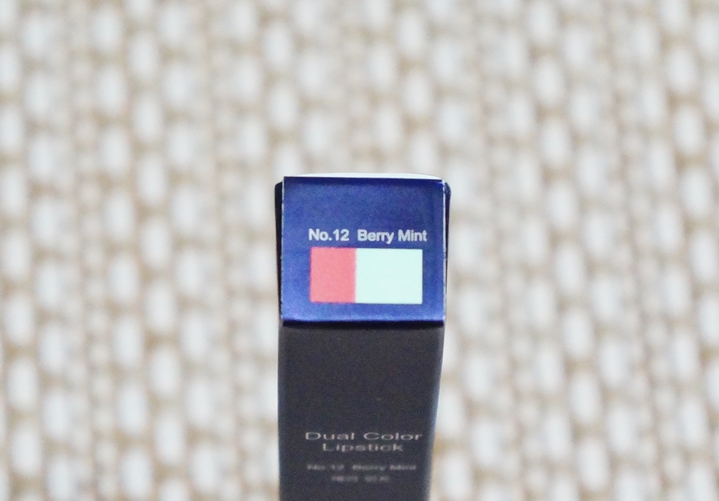 No.12 Berry Mint
Dual Color
Lipstick
No.12 Berry Mint